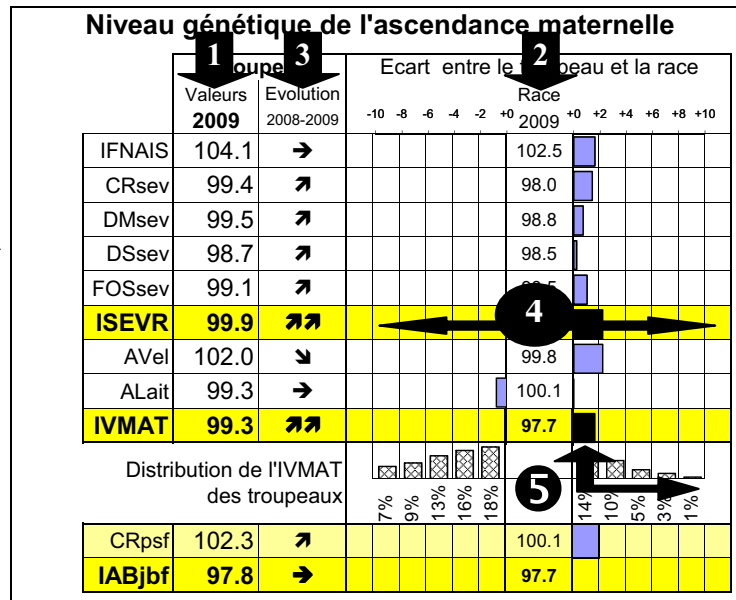 Niveau génétique de l'ascendance maternelle
1 3 2
Ecart entre le et la race
Valeurs Evolution Race
2009 2008-2009 -10 -8 -6 -4 -2 +0 2009 +0 +2 +4 +6 +8 +10
IFNAIS 104.1 ➔ 102.5
CRsev 99.4 ↗ 98.0
DMsev 99.5 ↗ 98.8
DSsev 98.7 ↗ 98.5
FOSsev 99.1 ↗
ISEVR 99.9 ↗↗ 4
AVel 102.0 ↘ 99.8
ALait 99.3 ➔ 100.1
IVMAT 99.3 ↗↗ 97.7
Distribution de l'IVMAT
des troupeaux
7% 9% 13% 16% 18% 5 14% 10% 5% 3% 1%
CRpsf 102.3 ↗ 100.1
IABjbf 97.8 ➔ 97.7